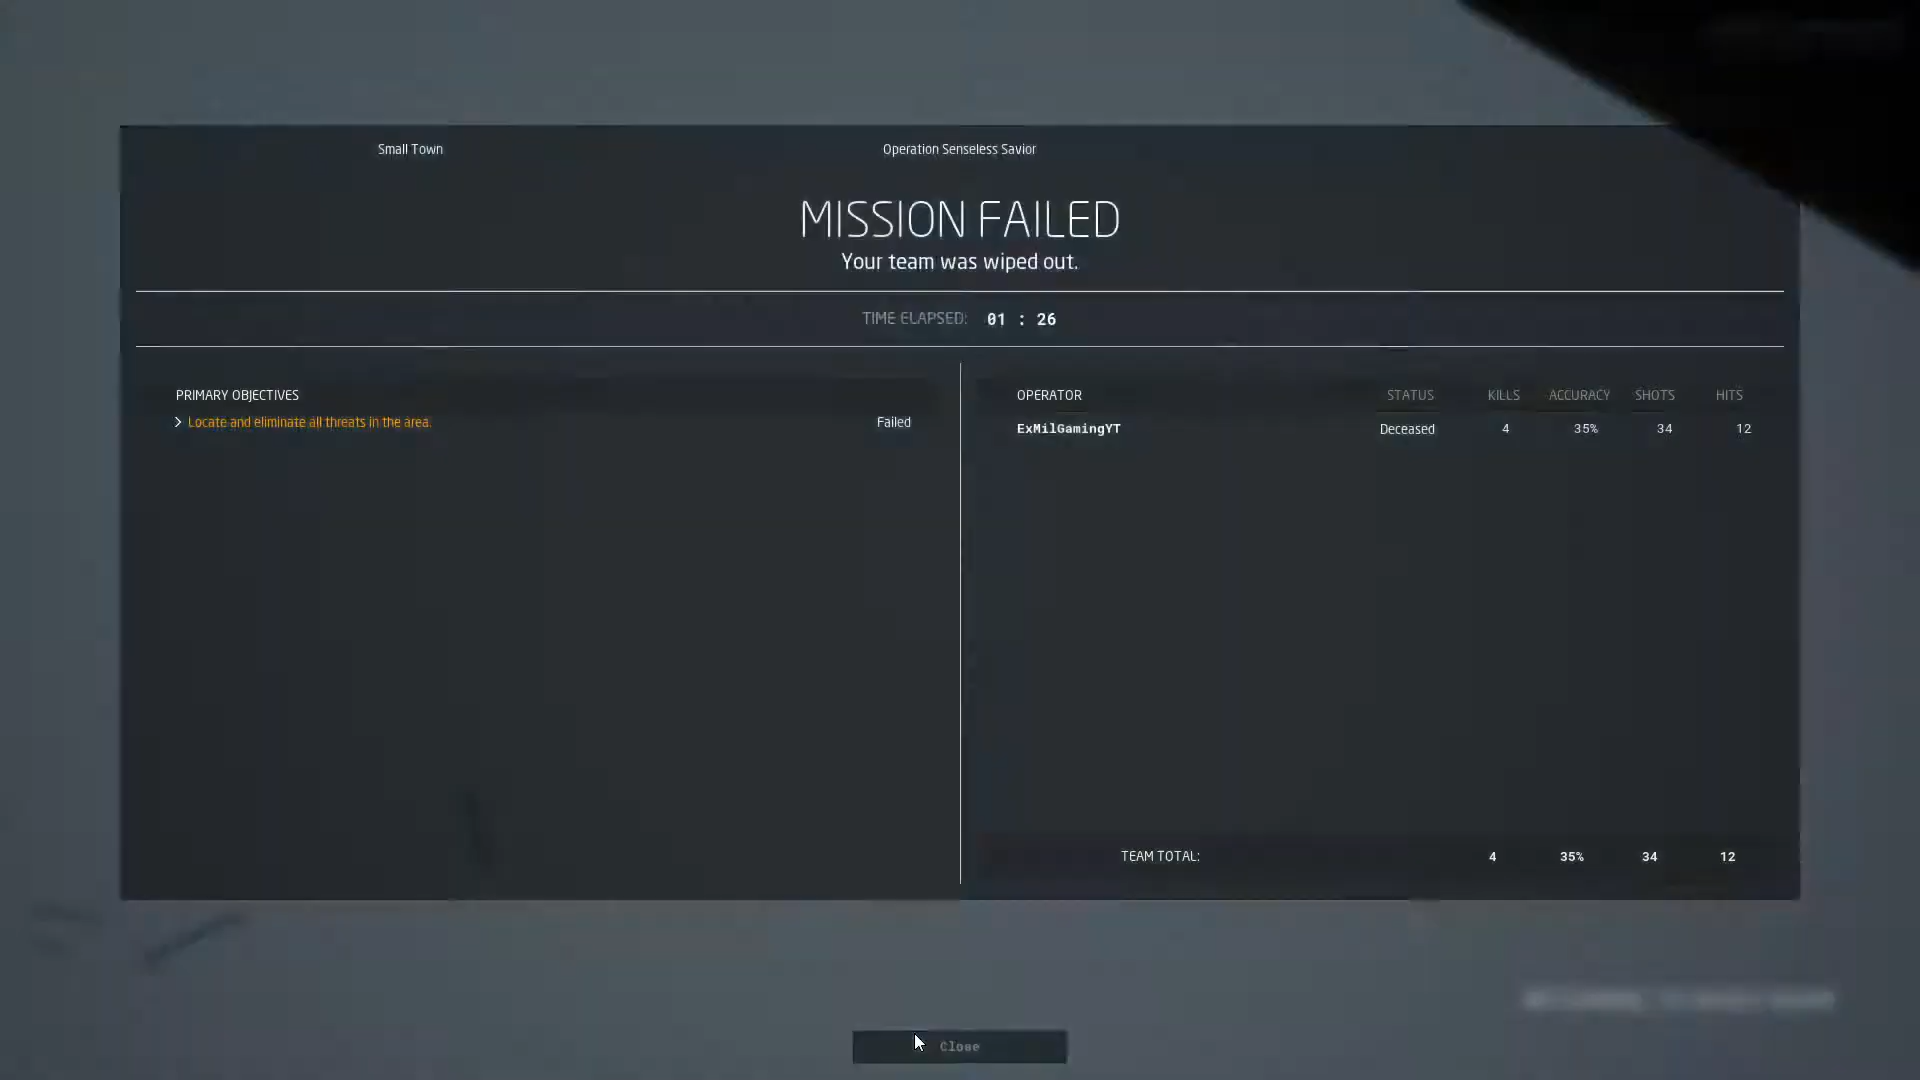 Small Town
Operation Senseless Savior
MISSION FAILED
Your team was wiped out.
TIME ELAPSED: 01 : 26
PRIMARY OBJECTIVES
> Locate and eliminate all threats in the area. Failed
OPERATOR STATUS KILLS ACCURACY SHOTS HITS
ExMilGamingYT Deceased 4 35% 34 12
TEAM TOTAL: 4 35% 34 12
Close